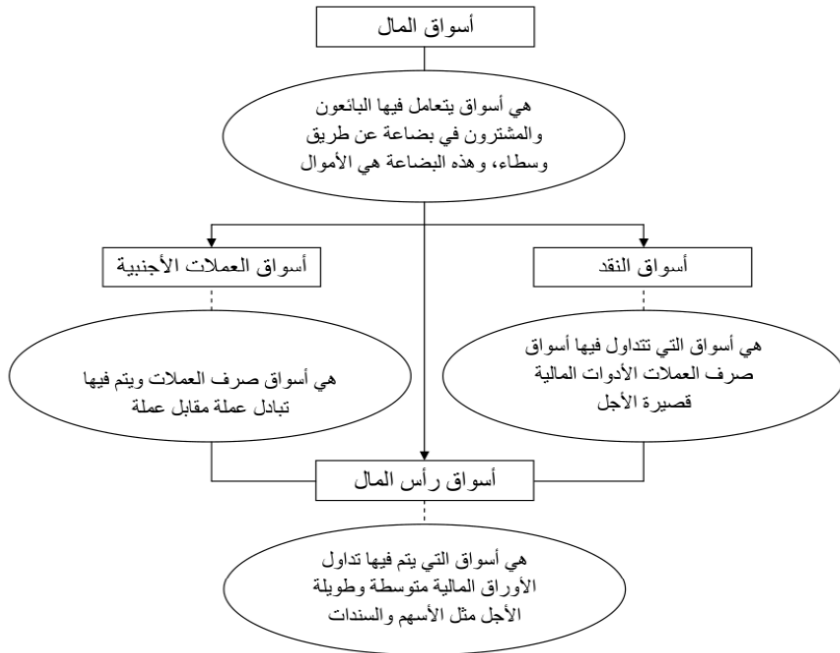 أسواق المال
هي أسواق يتعامل فيها البائعون
والمشترون في بضاعة عن طريق
وسطاء، وهذه البضاعة هي الأموال
أسواق النقد
أسواق العملات الأجنبية
هي أسواق التي تتداول فيها أسواق
صرف العملات الأدوات المالية
قصيرة الأجل
هي أسواق صرف العملات ويتم فيها
تبادل عملة مقابل عملة
أسواق رأس المال
هي أسواق التي يتم فيها تداول
الأوراق المالية متوسطة وطويلة
الأجل مثل الأسهم والسندات